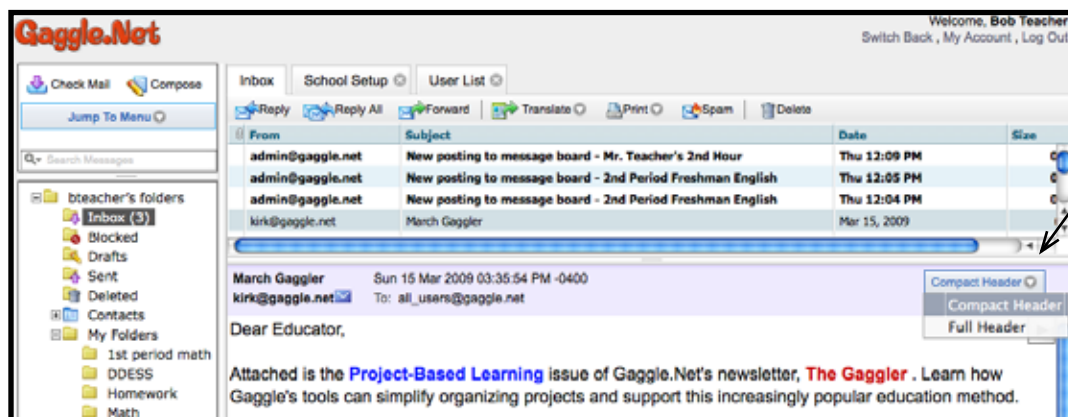 Gaggle.Net
Welcome, Bob Teacher
Switch Back , My Account , Log Out
Check Mail Compose
Jump To Menu
Search Messages
bteacher's folders
Inbox (3)
Blocked
Drafts
Sent
Deleted
Contacts
My Folders
1st period math
DDESS
Homework
Math
Inbox School Setup User List
Reply Reply All Forward Translate Print Spam Delete
From Subject Date Size
admin@gaggle.net New posting to message board - Mr. Teacher's 2nd Hour Thu 12:09 PM
admin@gaggle.net New posting to message board - 2nd Period Freshman English Thu 12:05 PM
admin@gaggle.net New posting to message board - 2nd Period Freshman English Thu 12:04 PM
kirk@gaggle.net March Gaggler Mar 15, 2009
March Gaggler Sun 15 Mar 2009 03:35:54 PM -0400
kirk@gaggle.net To: all_users@gaggle.net
Compact Header
Compact Header
Full Header
Dear Educator,
Attached is the Project-Based Learning issue of Gaggle.Net's newsletter, The Gaggler . Learn how
Gaggle's tools can simplify organizing projects and support this increasingly popular education method.